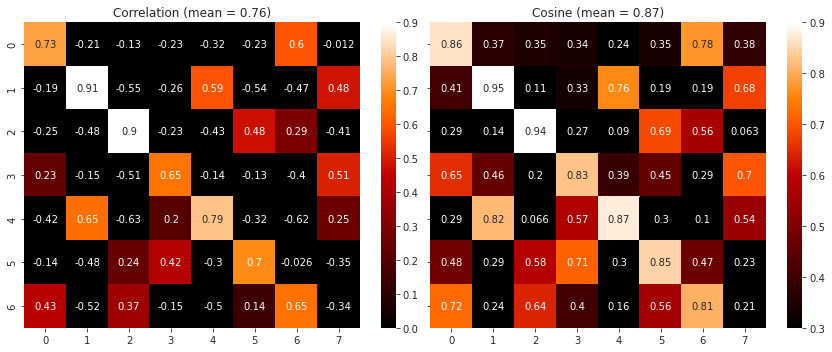 Correlation (mean = 0.76)
0 0.73 -0.21 -0.13 -0.23 -0.32 -0.23 0.6 -0.012
1 -0.19 0.91 -0.55 -0.26 0.59 -0.54 -0.47 0.48
2 -0.25 -0.48 0.9 -0.23 -0.43 0.48 0.29 -0.41
3 0.23 -0.15 -0.51 0.65 -0.14 -0.13 -0.4 0.51
4 -0.42 0.65 -0.63 0.2 0.79 -0.32 -0.62 0.25
5 -0.14 -0.48 0.24 0.42 -0.3 0.7 -0.026 -0.35
6 0.43 -0.52 0.37 -0.15 -0.5 0.14 0.65 -0.34
0 1 2 3 4 5 6 7
0.9
0.8
0.7
0.6
0.5
0.4
0.3
0.2
0.1
0.0
Cosine (mean = 0.87)
0.86 0.37 0.35 0.34 0.24 0.35 0.78 0.38
0.41 0.95 0.11 0.33 0.76 0.19 0.19 0.68
0.29 0.14 0.94 0.27 0.09 0.69 0.56 0.063
0.65 0.46 0.2 0.83 0.39 0.45 0.29 0.7
0.29 0.82 0.066 0.57 0.87 0.3 0.1 0.54
0.48 0.29 0.58 0.71 0.3 0.85 0.47 0.23
0.72 0.24 0.64 0.4 0.16 0.56 0.81 0.21
0 1 2 3 4 5 6 7
0.9
0.8
0.7
0.6
0.5
0.4
0.3